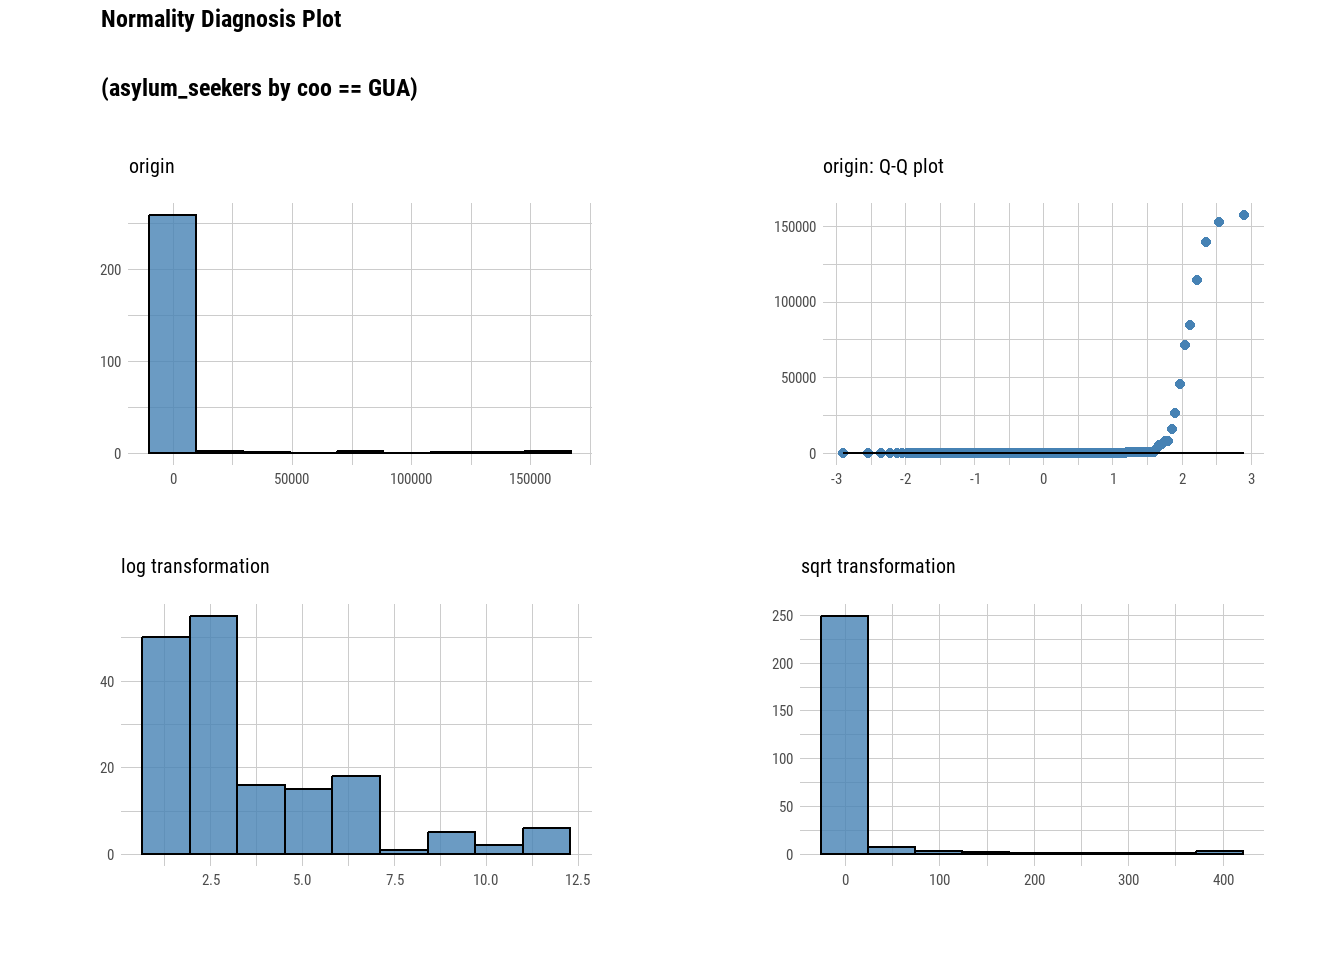 Normality Diagnosis Plot
(asylum_seekers by coo == GUA)
origin
200
100
0
0 50000 100000 150000
origin: Q-Q plot
150000
100000
50000
0
-3 -2 -1 0 1 2 3
log transformation
40
20
0
2.5 5.0 7.5 10.0 12.5
sqrt transformation
250
200
150
100
50
0
0 100 200 300 400